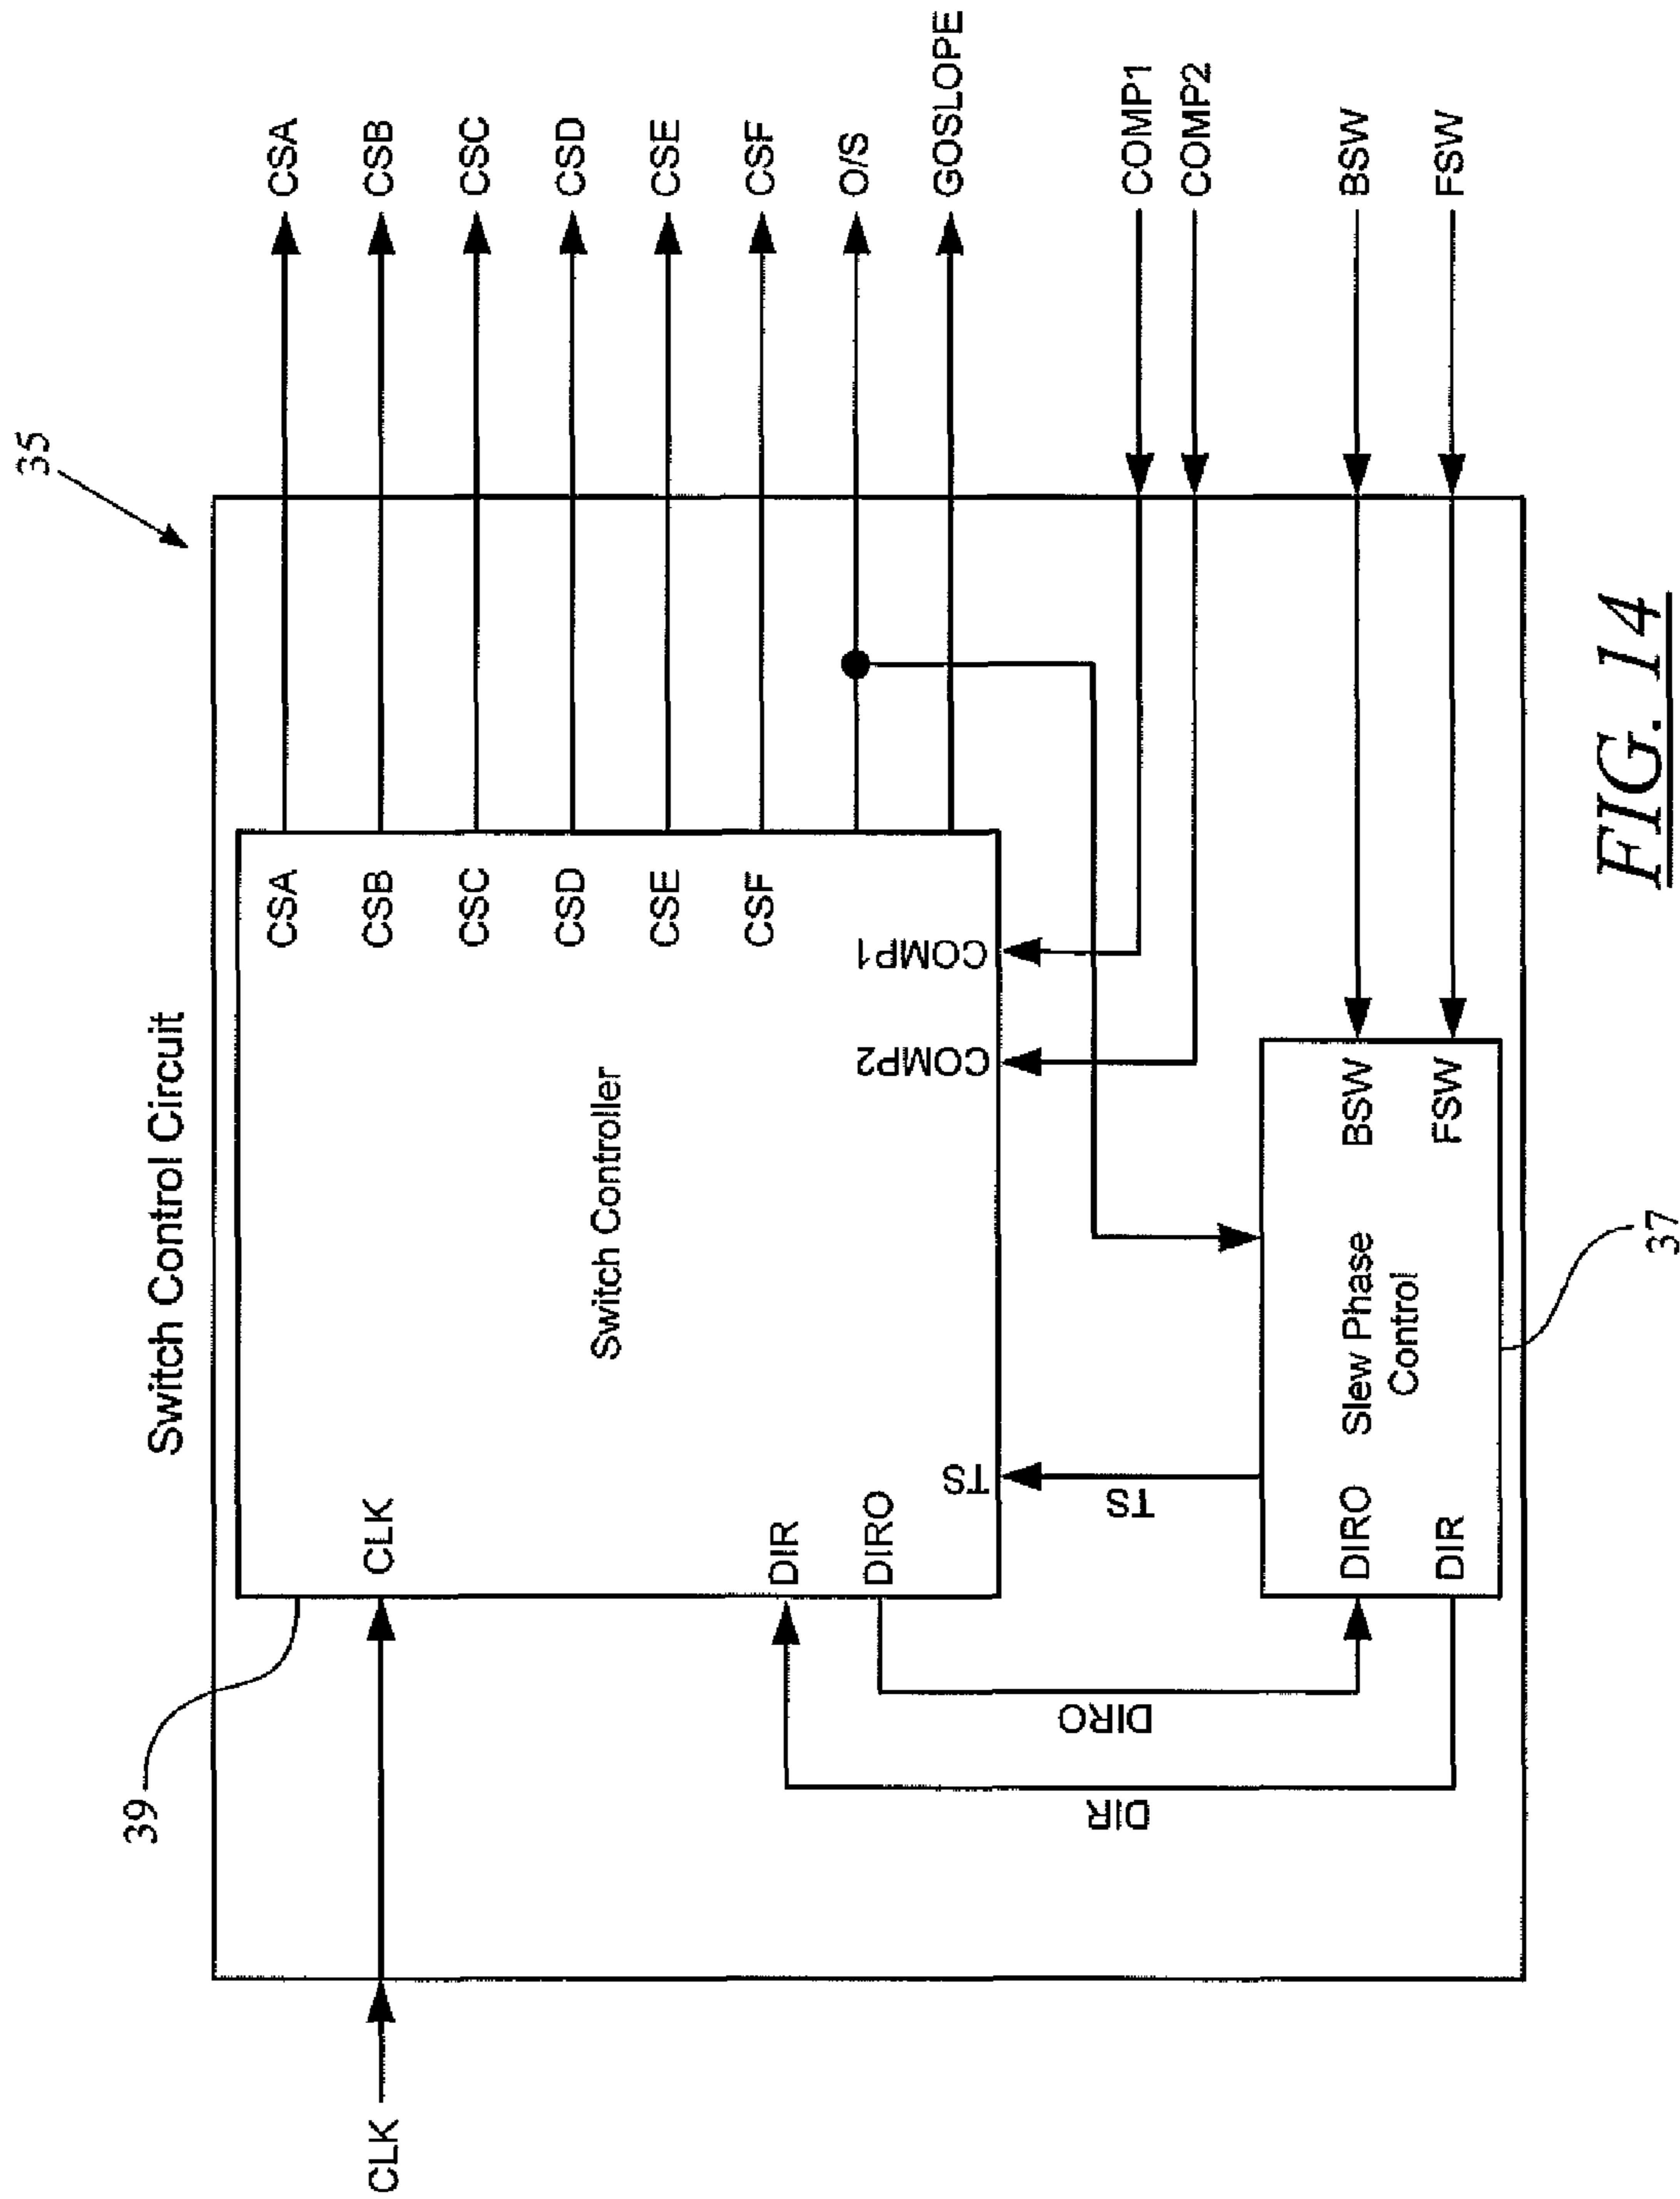 Switch Control Circuit
35
39
CLK
CLK
Switch Controller
CSA
CSA
CSB
CSB
CSC
CSC
CSD
CSD
CSE
CSE
CSF
CSF
O/S
GOSLOPE
DIR
DIRO
TS
COMP2
COMP1
COMP1
COMP2
DIR
DIRO
TS
DIRO
Slew Phase
Control
BSW
BSW
DIR
FSW
FSW
37
FIG. 14